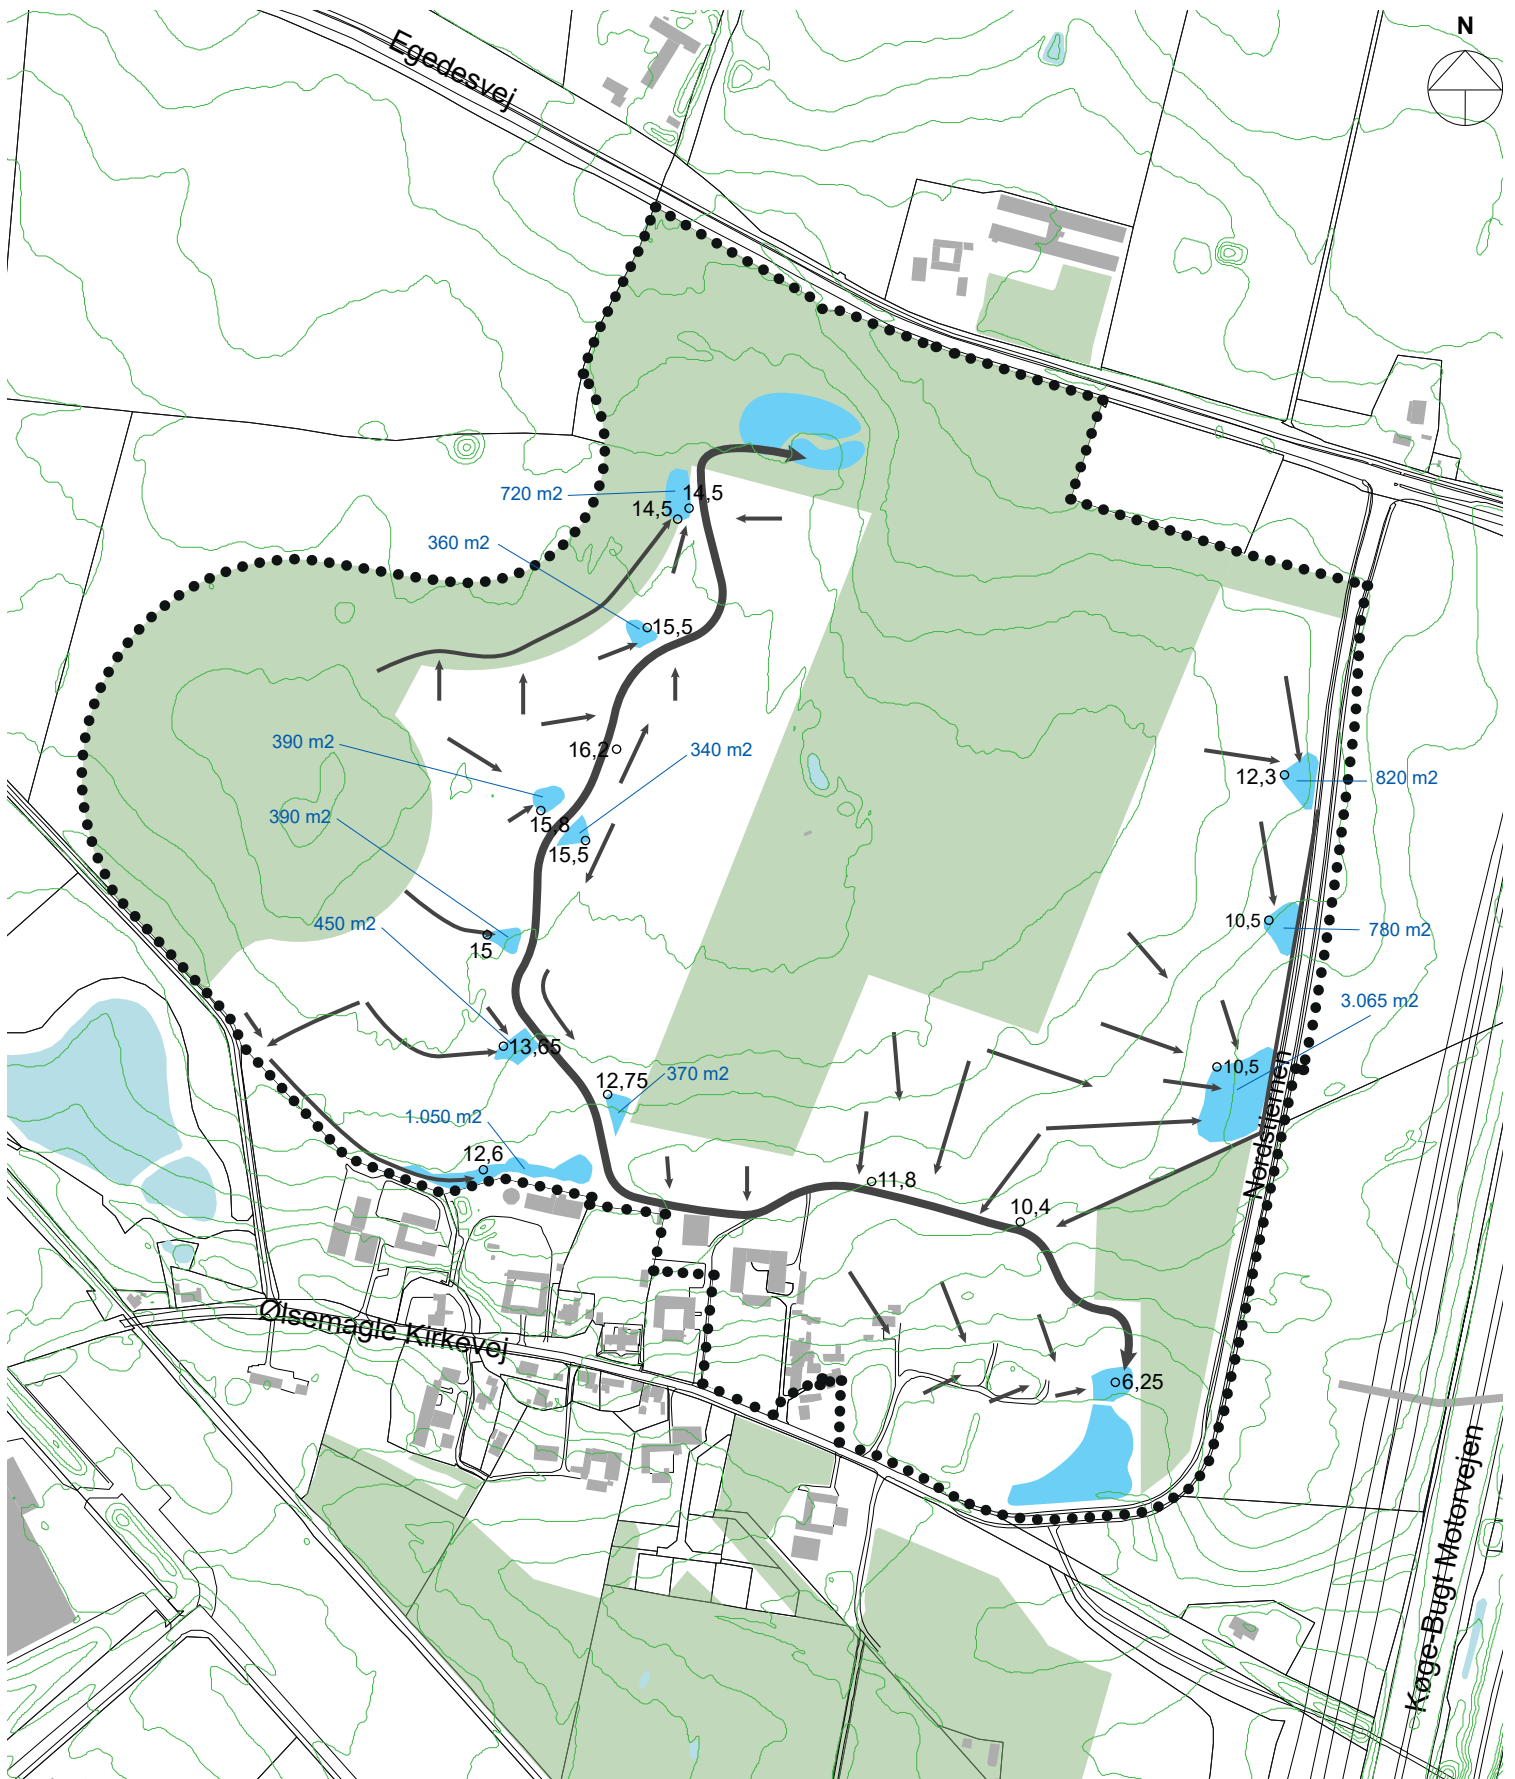 N
Egedesvej
720 m2
14,5
14,5
360 m2
15,5
390 m2
16,2
340 m2
12,3
820 m2
390 m2
15,8
15,5
450 m2
10,5
780 m2
15
3.065 m2
13,65
10,5
12,75
370 m2
1.050 m2
12,6
Nordstjernen
11,8
10,4
Ølsemagle Kirkevej
6,25
Køge-Bugt Motorvejen